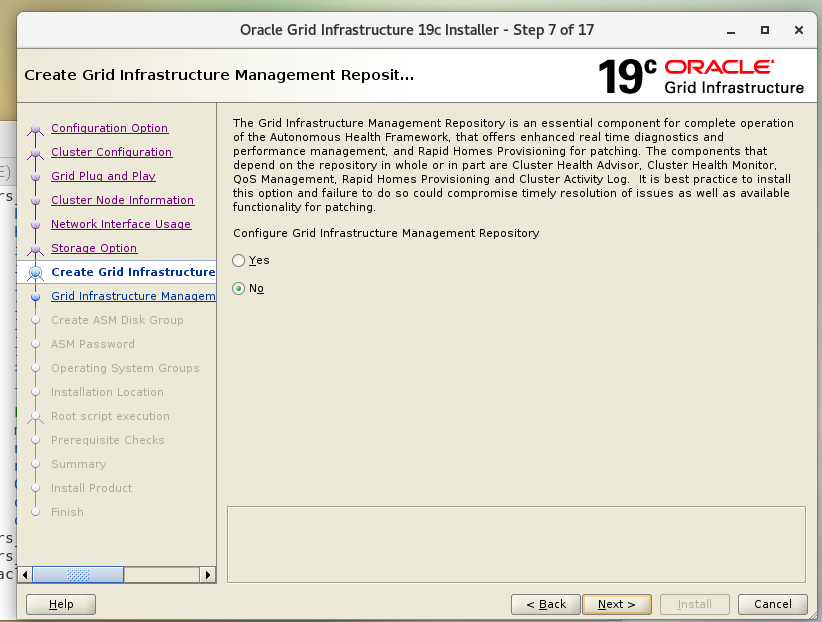 Oracle Grid Infrastructure 19c Installer - Step 7 of 17
Create Grid Infrastructure Management Reposit...
19c ORACLE
Grid Infrastructure
Configuration Option
Cluster Configuration
Grid Plug and Play
Cluster Node Information
Network Interface Usage
Storage Option
Create Grid Infrastructure
Grid Infrastructure Managem
Create ASM Disk Group
ASM Password
Operating System Groups
Installation Location
Root script execution
Prerequisite Checks
Summary
Install Product
Finish
The Grid Infrastructure Management Repository is an essential component for complete operation
of the Autonomous Health Framework, that offers enhanced real time diagnostics and
performance management, and Rapid Homes Provisioning for patching. The components that
depend on the repository in whole or in part are Cluster Health Advisor, Cluster Health Monitor,
QoS Management, Rapid Homes Provisioning and Cluster Activity Log. It is best practice to install
this option and failure to do so could compromise timely resolution of issues as well as available
functionality for patching.
Configure Grid Infrastructure Management Repository
Yes
No
Help
< Back
Next >
Install
Cancel